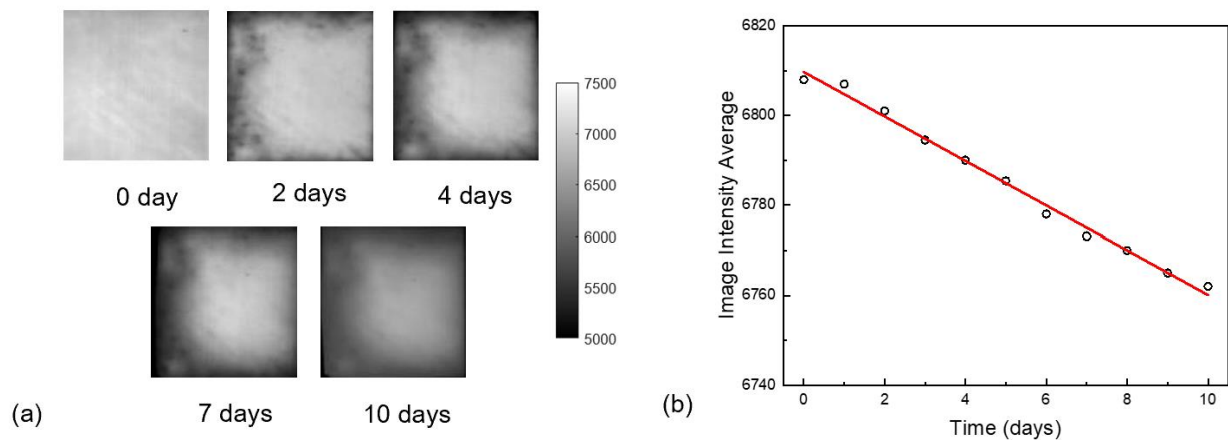 0 day
2 days
4 days
7 days
10 days
7500
7000
6500
6000
5500
5000
(a)
6820
6800
6780
6760
6740
Image Intensity Average
0 2 4 6 8 10
Time (days)
(b)